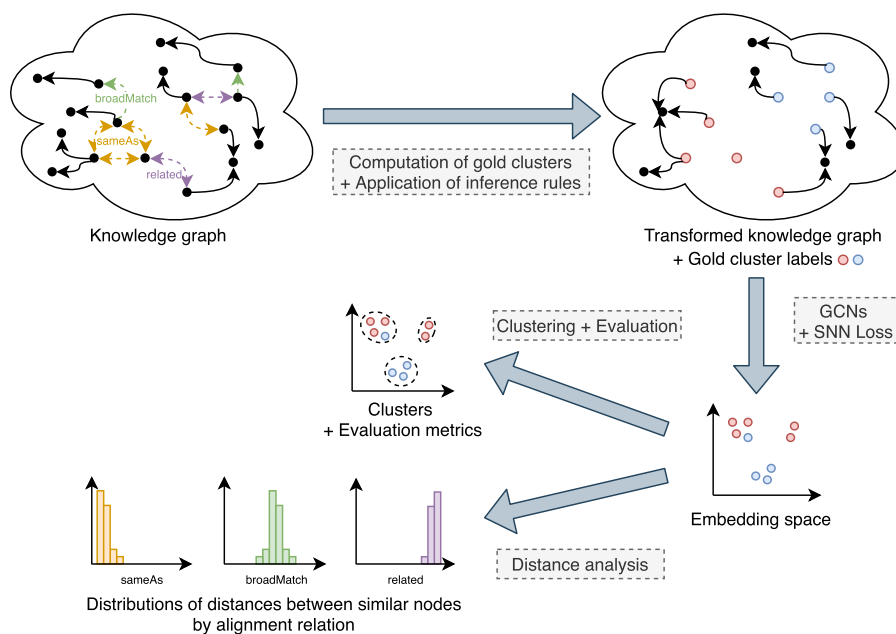 broadMatch
sameAs
related
Knowledge graph
Computation of gold clusters
+ Application of inference rules
Transformed knowledge graph
+ Gold cluster labels
GCNs
+ SNN Loss
Clustering + Evaluation
Clusters
+ Evaluation metrics
Embedding space
Distance analysis
sameAs
broadMatch
related
Distributions of distances between similar nodes
by alignment relation